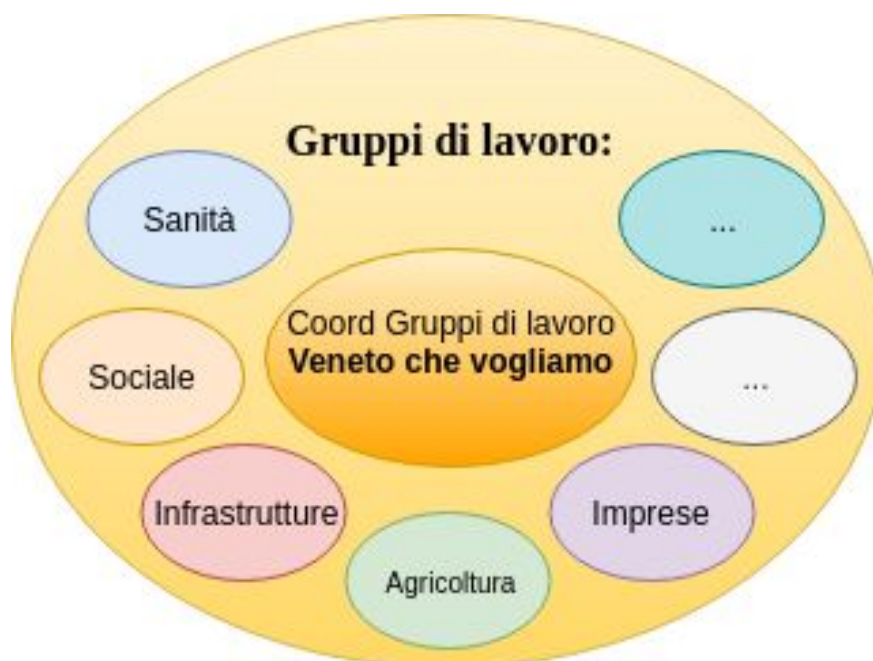 Gruppi di lavoro:
Sanità
...
Coord Gruppi di lavoro
Veneto che vogliamo
Sociale
...
Infrastrutture
Imprese
Agricoltura